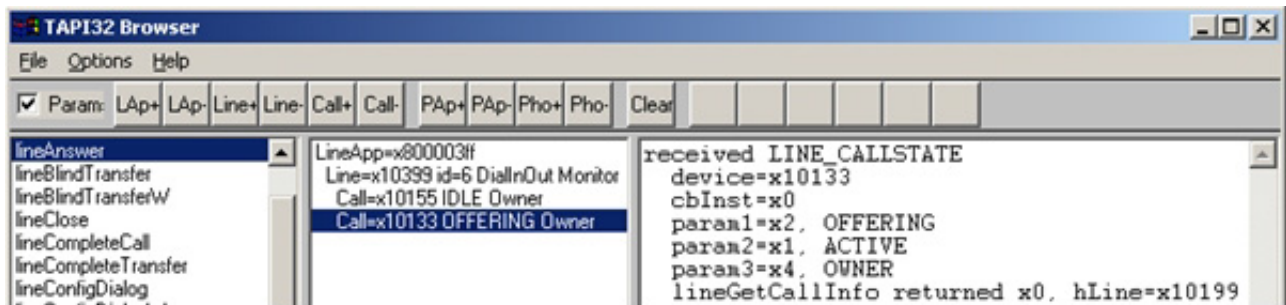 TAPI32 Browser
File Options Help
Param: LAp+ LAp- Line+ Line- Call+ Call- PAp+ PAp- Pho+ Pho- Clear
lineAnswer
lineBlindTransfer
lineBlindTransferW
lineClose
lineCompleteCall
lineCompleteTransfer
lineConfigDialog
LineApp=x800003ff
Line=x10399 id=6 DialInOut Monitor
Call=x10155 IDLE Owner
Call=x10133 OFFERING Owner
received LINE_CALLSTATE
device=x10133
cbInst=x0
param1=x2, OFFERING
param2=x1, ACTIVE
param3=x4, OWNER
lineGetCallInfo returned x0, hLine=x10199